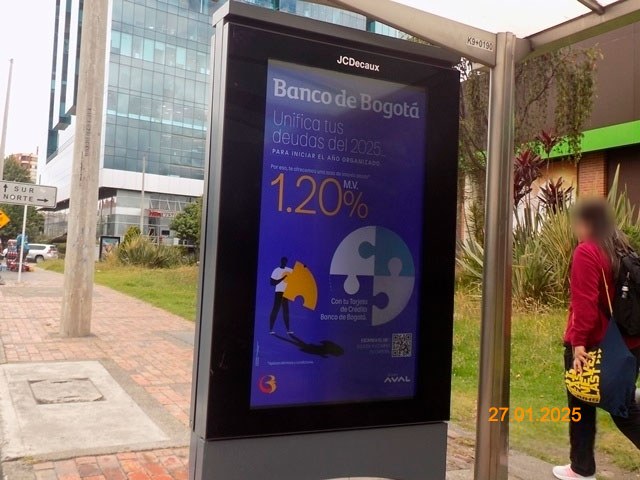 JCDecaux
K9+0190
Banco de Bogotá
Unifica tus
deudas del 2025
PARA INICIAR EL AÑO ORGANIZADO
1.20%
M.V.
Con tu Tarjeta
de Crédito
Banco de Bogotá
AVAL
SUR
NORTE
27.01.2025